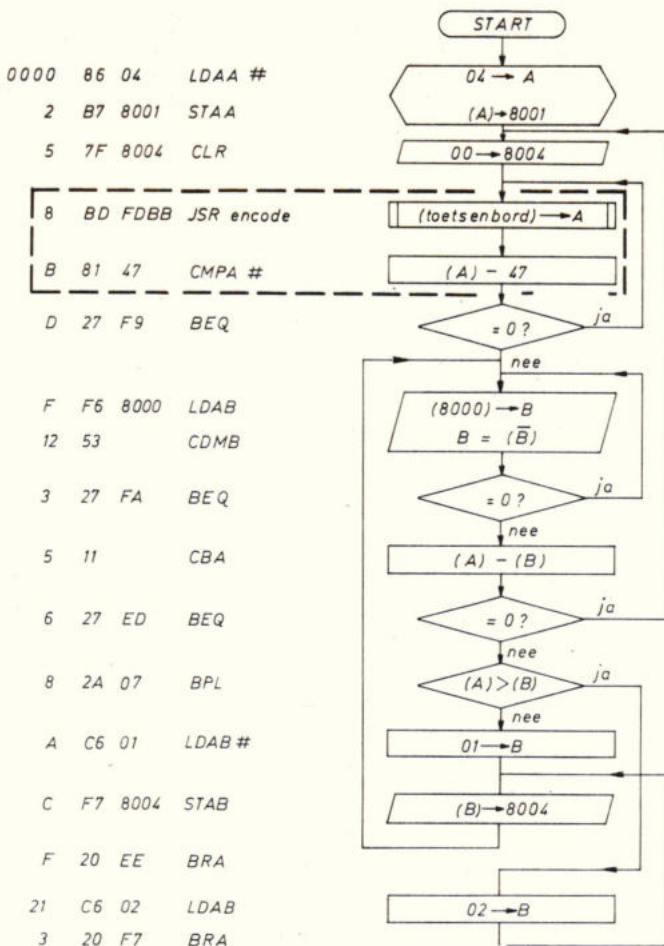 START
0000 86 04 LDAA # 04 → A
2 B7 8001 STAA (A)→8001
5 7F 8004 CLR 00→8004
8 BD FDBB JSR encode (toetsenbord)→A
B 81 47 CMPA # (A) - 47
D 27 F9 BEQ = 0? ja
nee
F F6 8000 LDAB (8000)→B
12 53 CDMB B = (B̅)
3 27 FA BEQ = 0? ja
nee
5 11 CBA (A) - (B)
6 27 ED BEQ = 0? ja
nee
8 2A 07 BPL (A)>(B) ja
nee
A C6 01 LDAB# 01→B
C F7 8004 STAB (B)→8004
F 20 EE BRA
21 C6 02 LDAB 02→B
3 20 F7 BRA